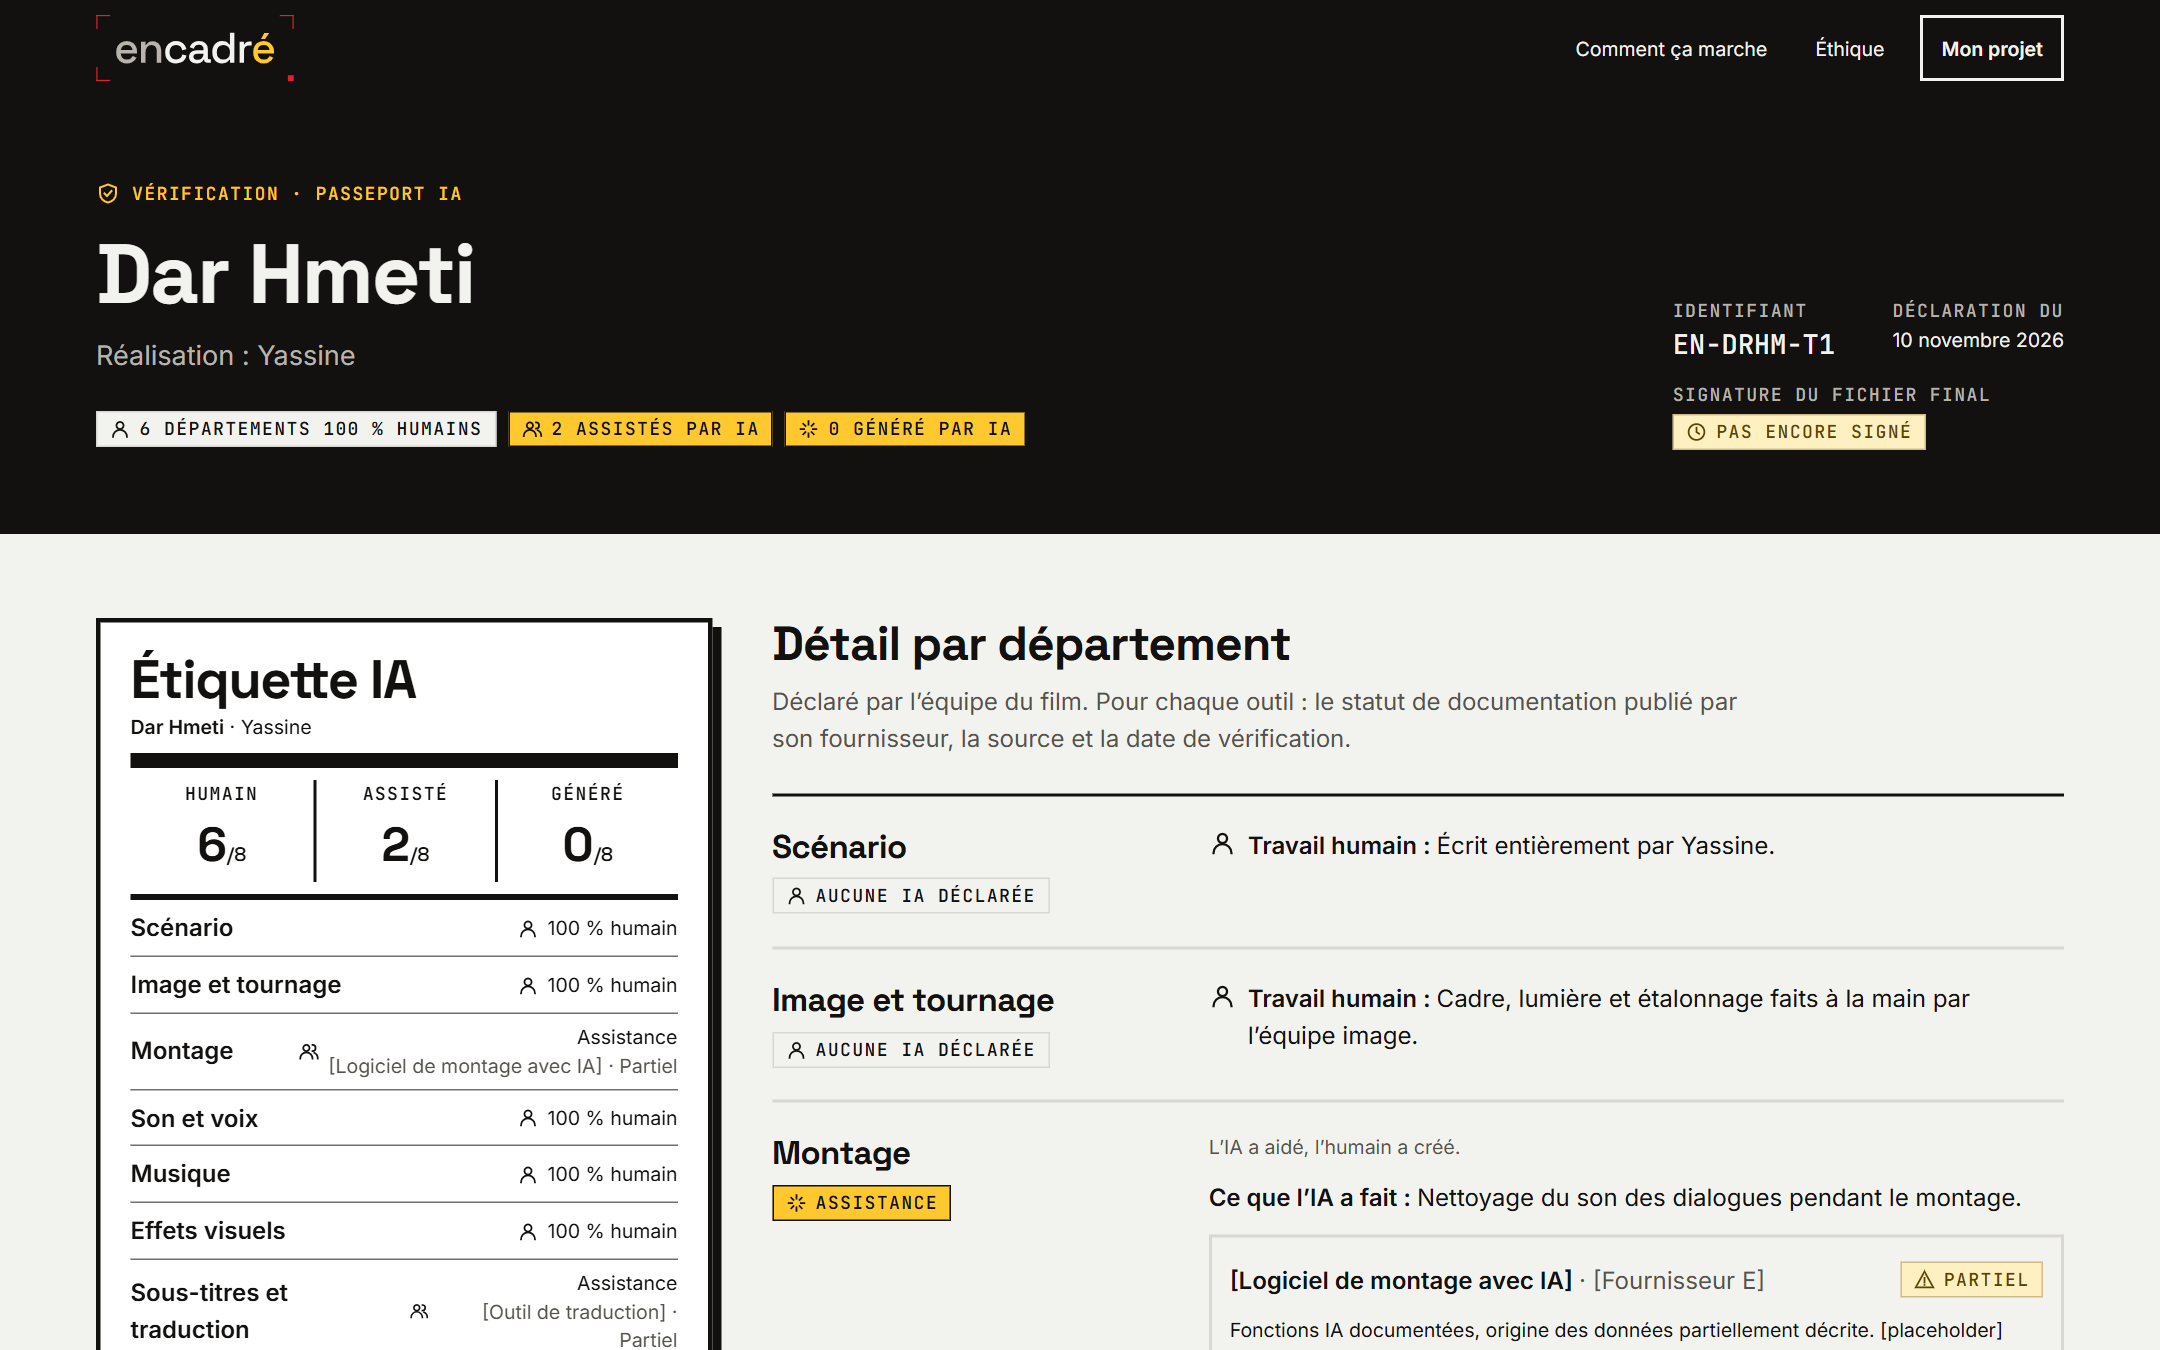 encadré
Comment ça marche
Éthique
Mon projet
VÉRIFICATION · PASSEPORT IA
Dar Hmeti
Réalisation : Yassine
6 DÉPARTEMENTS 100 % HUMAINS
2 ASSISTÉS PAR IA
0 GÉNÉRÉ PAR IA
IDENTIFIANT
EN-DRHM-T1
DÉCLARATION DU
10 novembre 2026
SIGNATURE DU FICHIER FINAL
PAS ENCORE SIGNÉ
Étiquette IA
Dar Hmeti · Yassine
HUMAIN
6/8
ASSISTÉ
2/8
GÉNÉRÉ
0/8
Scénario
100 % humain
Image et tournage
100 % humain
Montage
Assistance
[Logiciel de montage avec IA] · Partiel
Son et voix
100 % humain
Musique
100 % humain
Effets visuels
100 % humain
Sous-titres et
traduction
Assistance
[Outil de traduction] ·
Partiel
Détail par département
Déclaré par l’équipe du film. Pour chaque outil : le statut de documentation publié par
son fournisseur, la source et la date de vérification.
Scénario
AUCUNE IA DÉCLARÉE
Travail humain : Écrit entièrement par Yassine.
Image et tournage
AUCUNE IA DÉCLARÉE
Travail humain : Cadre, lumière et étalonnage faits à la main par
l’équipe image.
Montage
ASSISTANCE
L’IA a aidé, l’humain a créé.
Ce que l’IA a fait : Nettoyage du son des dialogues pendant le montage.
[Logiciel de montage avec IA] · [Fournisseur E]
PARTIEL
Fonctions IA documentées, origine des données partiellement décrite. [placeholder]